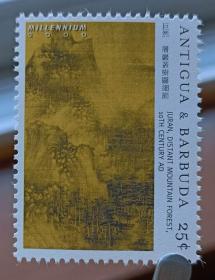 MILLENNIUM
2000
ANTIGUA & BARBUDA 25¢
JURAN, DISTANT MOUNTAIN FOREST,
10TH CENTURY AD